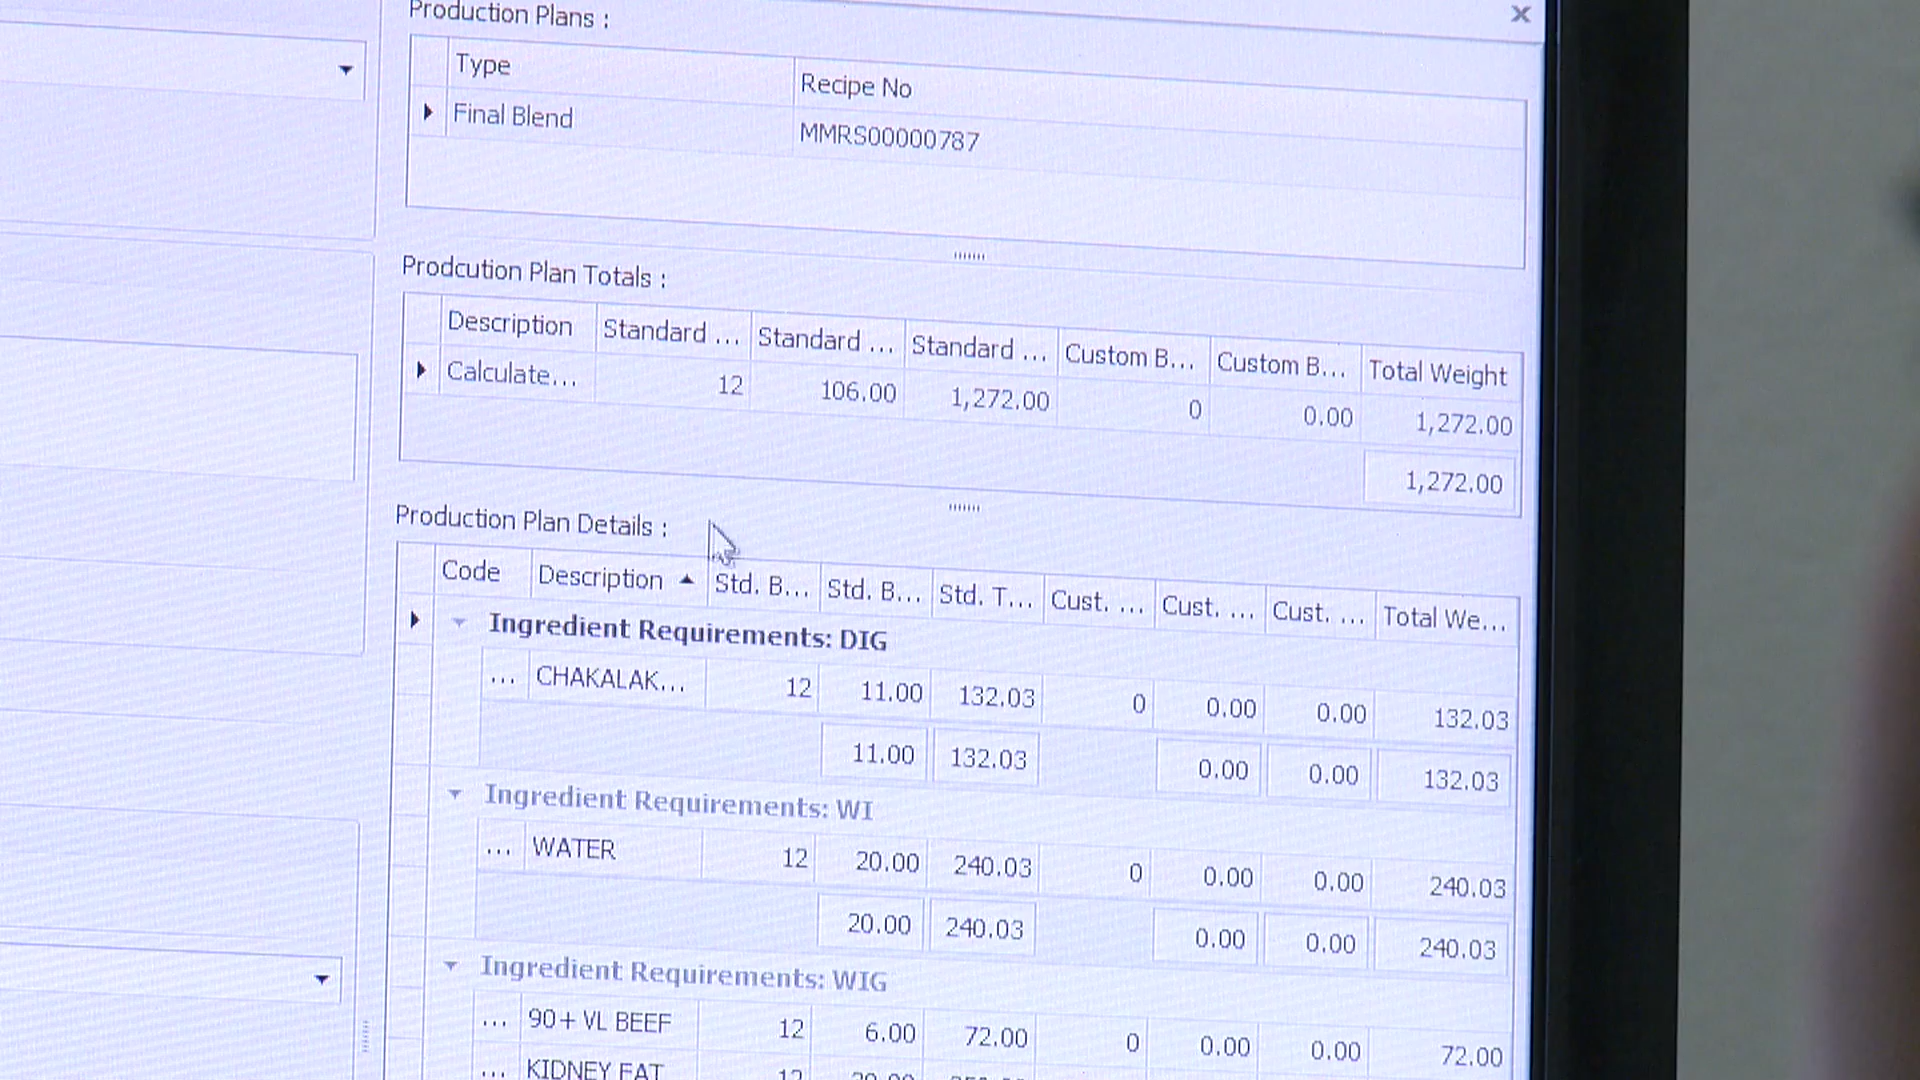 Production Plans :
Type Recipe No
Final Blend MMRS00000787
Prodcution Plan Totals :
Description Standard ... Standard ... Standard ... Custom B... Custom B... Total Weight
Calculate... 12 106.00 1,272.00 0 0.00 1,272.00
1,272.00
Production Plan Details :
Code Description Std. B... Std. B... Std. T... Cust. ... Cust. ... Cust. ... Total We...
Ingredient Requirements: DIG
... CHAKALAK... 12 11.00 132.03 0 0.00 0.00 132.03
11.00 132.03 0.00 0.00 132.03
Ingredient Requirements: WI
... WATER 12 20.00 240.03 0 0.00 0.00 240.03
20.00 240.03 0.00 0.00 240.03
Ingredient Requirements: WIG
... 90+ VL BEEF 12 6.00 72.00 0 0.00 0.00 72.00
... KIDNEY FAT 12